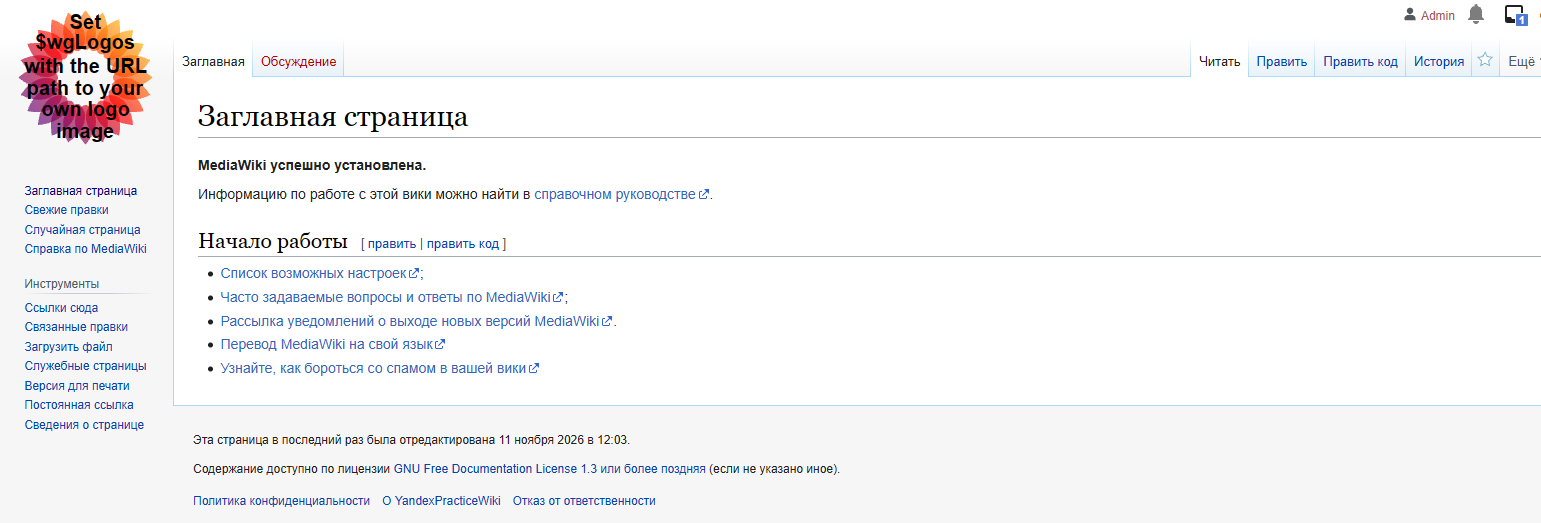 Set
$wgLogos
with the URL
path to your
own logo
image
Admin
1
Заглавная
Обсуждение
Читать
Править
Править код
История
Ещё
Заглавная страница
MediaWiki успешно установлена.
Информацию по работе с этой вики можно найти в справочном руководстве.
Начало работы [ править | править код ]
Список возможных настроек;
Часто задаваемые вопросы и ответы по MediaWiki;
Рассылка уведомлений о выходе новых версий MediaWiki.
Перевод MediaWiki на свой язык
Узнайте, как бороться со спамом в вашей вики
Заглавная страница
Свежие правки
Случайная страница
Справка по MediaWiki
Инструменты
Ссылки сюда
Связанные правки
Загрузить файл
Служебные страницы
Версия для печати
Постоянная ссылка
Сведения о странице
Эта страница в последний раз была отредактирована 11 ноября 2026 в 12:03.
Содержание доступно по лицензии GNU Free Documentation License 1.3 или более поздняя (если не указано иное).
Политика конфиденциальности О YandexPracticeWiki Отказ от ответственности